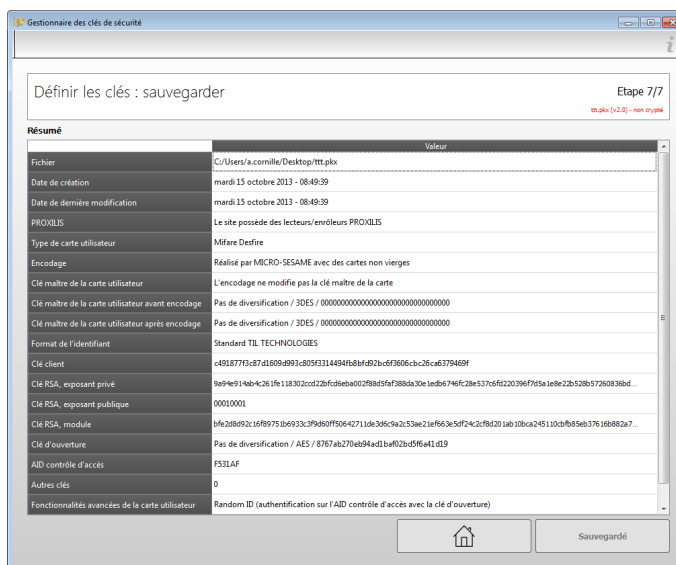 Gestionnaire des clés de sécurité
Définir les clés : sauvegarder
Etape 7/7
ttt.pkx (v2.0) - non crypté
Résumé
Valeur
Fichier C:/Users/a.cornille/Desktop/ttt.pkx
Date de création mardi 15 octobre 2013 - 08:49:39
Date de dernière modification mardi 15 octobre 2013 - 08:49:39
PROXILIS Le site possède des lecteurs/enrôleurs PROXILIS
Type de carte utilisateur Mifare Desfire
Encodage Réalisé par MICRO-SESAME avec des cartes non vierges
Clé maître de la carte utilisateur L'encodage ne modifie pas la clé maître de la carte
Clé maître de la carte utilisateur avant encodage Pas de diversification / 3DES / 00000000000000000000000000000000
Clé maître de la carte utilisateur après encodage Pas de diversification / 3DES / 00000000000000000000000000000000
Format de l'identifiant Standard TIL TECHNOLOGIES
Clé client c491877f3c87d1609d993c805f3314494fb8bfd92bc6f3606cbc26ca6379469f
Clé RSA, exposant privé 9a94e914ab4c261fe118302ccd22bfcd6eba002f88d5faf388da30e1edb6746fc28e537c6fd220396f7d5a1e8e22b528b57260836bd...
Clé RSA, exposant publique 00010001
Clé RSA, module bfe2d8d92c16f89751b6933c3f9d60ff50642711de3d6c9a2c53ae21ef663e5df24c2cf8d201ab10bca245110cbfb85eb37616b882a7...
Clé d'ouverture Pas de diversification / AES / 8767ab270eb94ad1baf02bd5f6a41d19
AID contrôle d'accès F531AF
Autres clés 0
Fonctionnalités avancées de la carte utilisateur Random ID (authentification sur l'AID contrôle d'accès avec la clé d'ouverture)
Sauvegardé